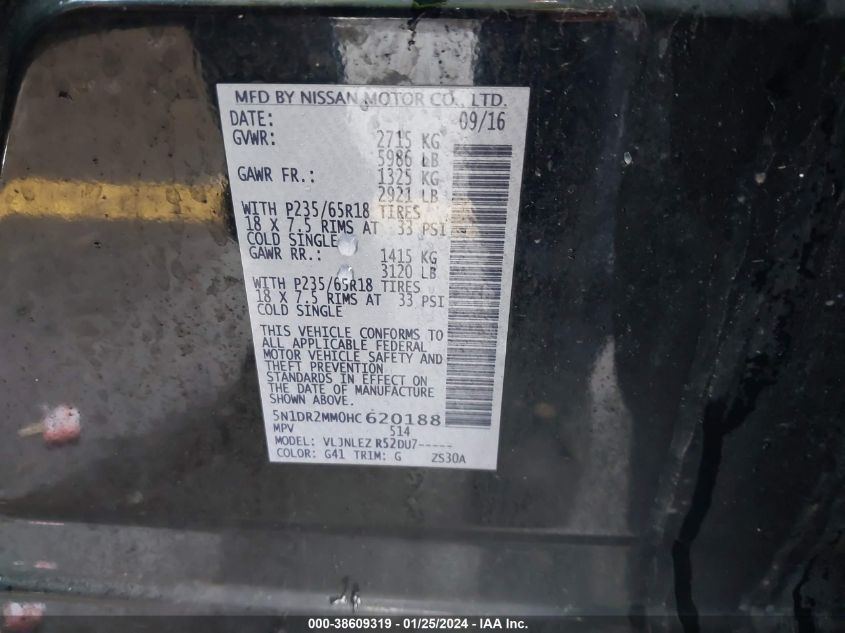 MFD BY NISSAN MOTOR CO., LTD.
DATE: 09/16
GVWR: 2715 KG
5986 LB
GAWR FR.: 1325 KG
2921 LB
WITH P235/65R18 TIRES
18 X 7.5 RIMS AT 33 PSI
COLD SINGLE
GAWR RR.: 1415 KG
3120 LB
WITH P235/65R18 TIRES
18 X 7.5 RIMS AT 33 PSI
COLD SINGLE
THIS VEHICLE CONFORMS TO
ALL APPLICABLE FEDERAL
MOTOR VEHICLE SAFETY AND
THEFT PREVENTION
STANDARDS IN EFFECT ON
THE DATE OF MANUFACTURE
SHOWN ABOVE.
5N1DR2MM0HC 620188
MPV 514
MODEL: VLJNLEZ R52DU7-----
COLOR: G41 TRIM: G ZS30A
000-38609319 - 01/25/2024 - IAA Inc.